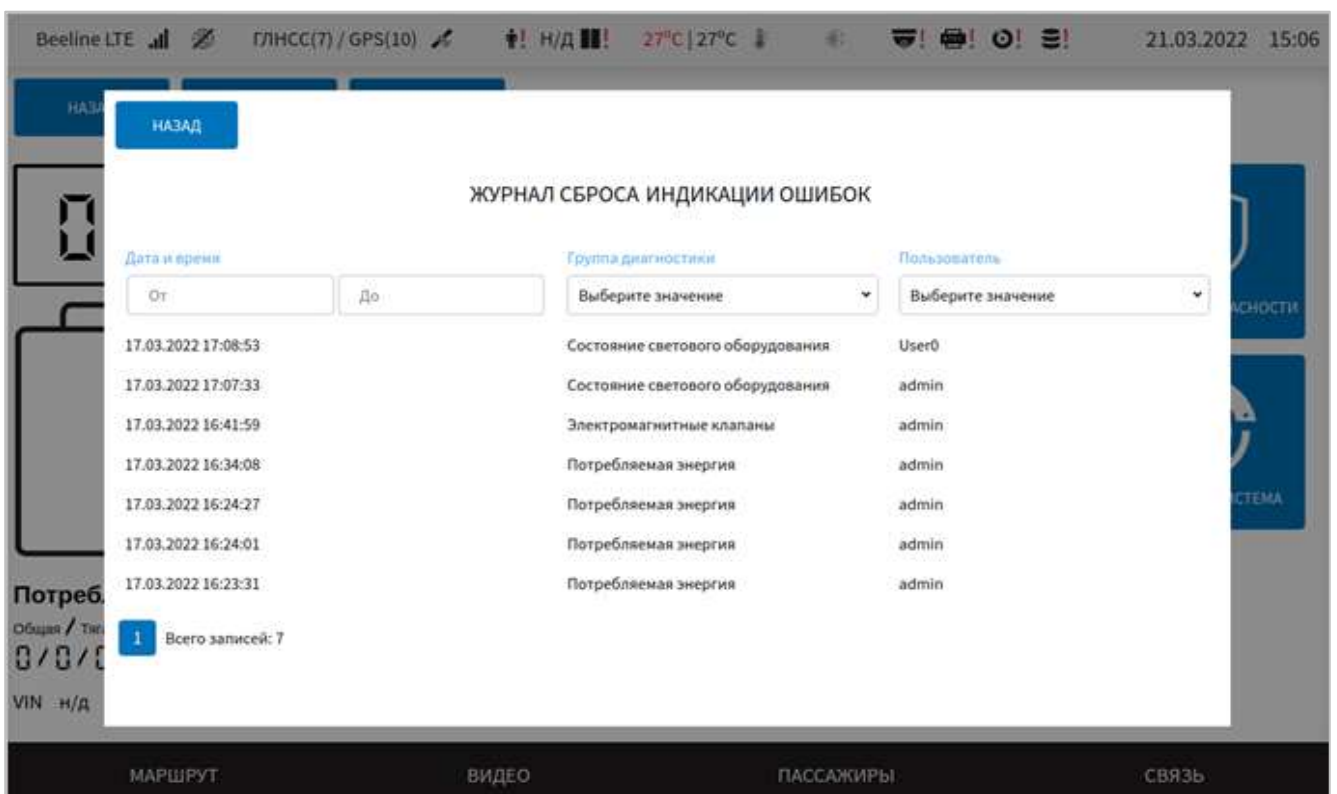 Beeline LTE ГЛНСС(7) / GPS(10) ! Н/Д ! 27°C | 27°C ! ! ! ! 21.03.2022 15:06
НАЗАД
ЖУРНАЛ СБРОСА ИНДИКАЦИИ ОШИБОК
Дата и время Группа диагностики Пользователь
От До Выберите значение Выберите значение
17.03.2022 17:08:53 Состояние светового оборудования User0
17.03.2022 17:07:33 Состояние светового оборудования admin
17.03.2022 16:41:59 Электромагнитные клапаны admin
17.03.2022 16:34:08 Потребляемая энергия admin
17.03.2022 16:24:27 Потребляемая энергия admin
17.03.2022 16:24:01 Потребляемая энергия admin
17.03.2022 16:23:31 Потребляемая энергия admin
1 Всего записей: 7
0
Общая /
0/0/
VIN н/д
МАРШРУТ ВИДЕО ПАССАЖИРЫ СВЯЗЬ